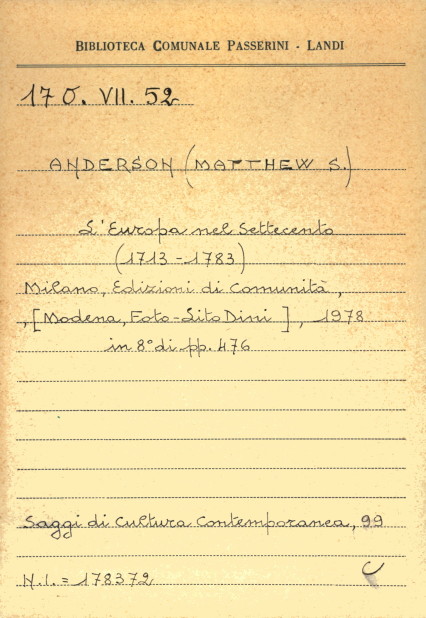 BIBLIOTECA COMUNALE PASSERINI - LANDI
170. VII. 52
ANDERSON (MATTHEW S.)
L'Europa nel Settecento
(1713-1783)
Milano, Edizioni di Comunità,
, [Modena, Foto-Lito Dini], 1978
in 8° di pp. 476
Saggi di cultura contemporanea, 99
N.I. = 178372